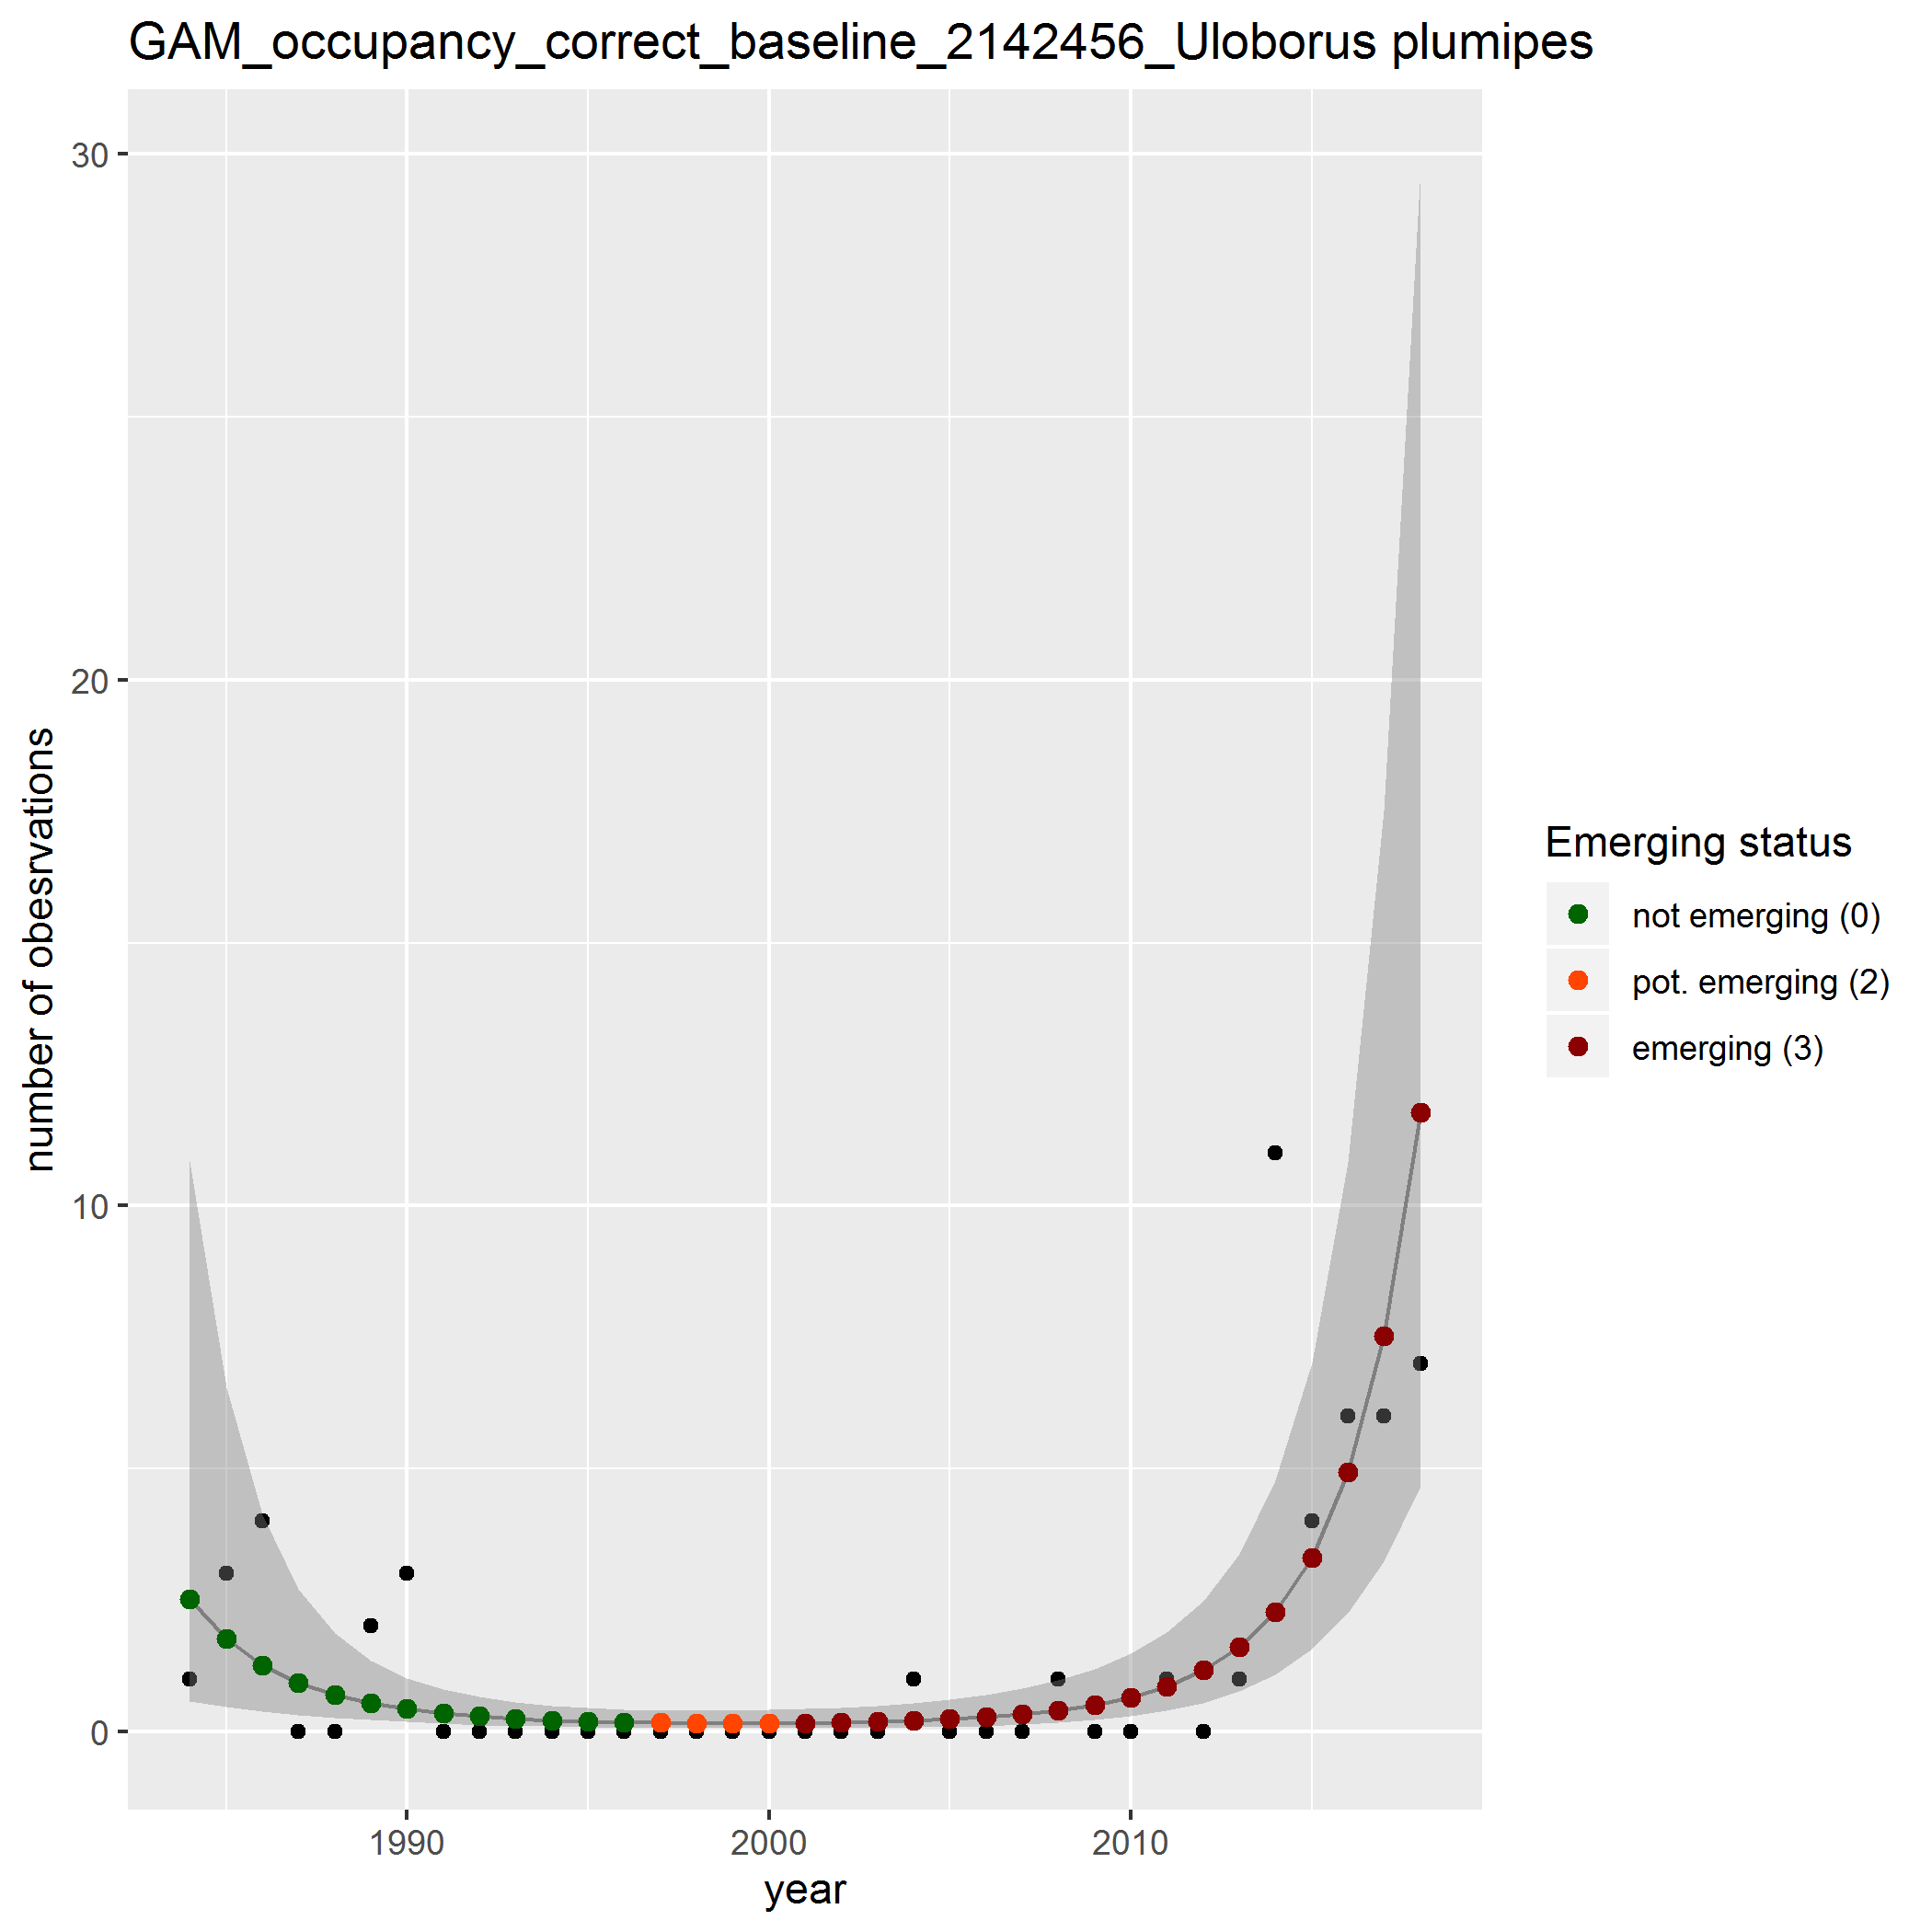 GAM_occupancy_correct_baseline_2142456_Uloborus plumipes
30
20
10
0
number of obesrvations
1990
2000
2010
year
Emerging status
not emerging (0)
pot. emerging (2)
emerging (3)